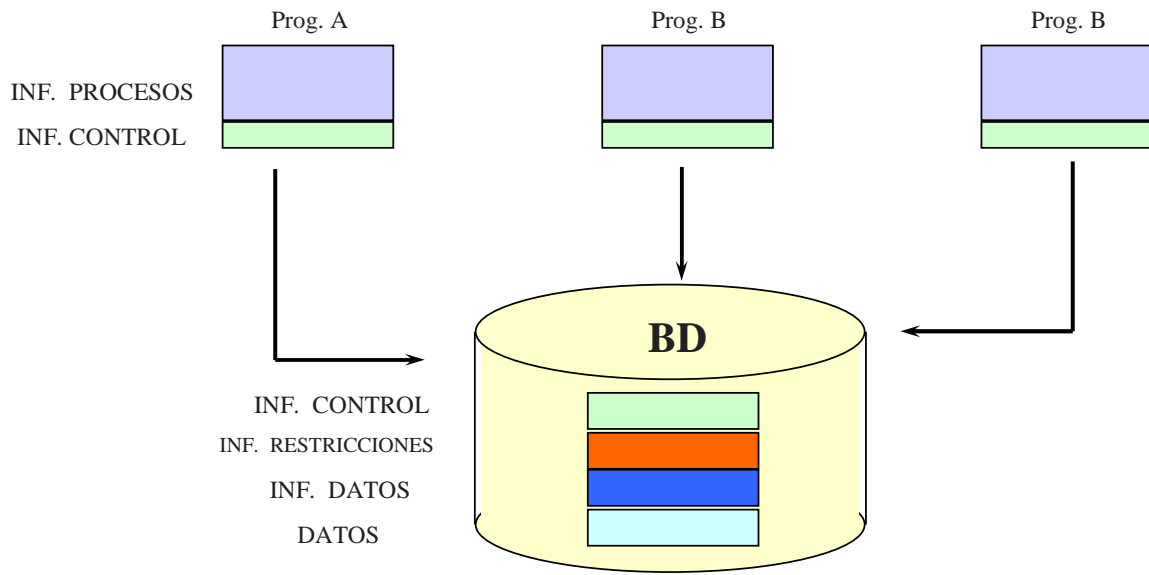 Prog. A
Prog. B
Prog. B
INF. PROCESOS
INF. CONTROL
BD
INF. CONTROL
INF. RESTRICCIONES
INF. DATOS
DATOS